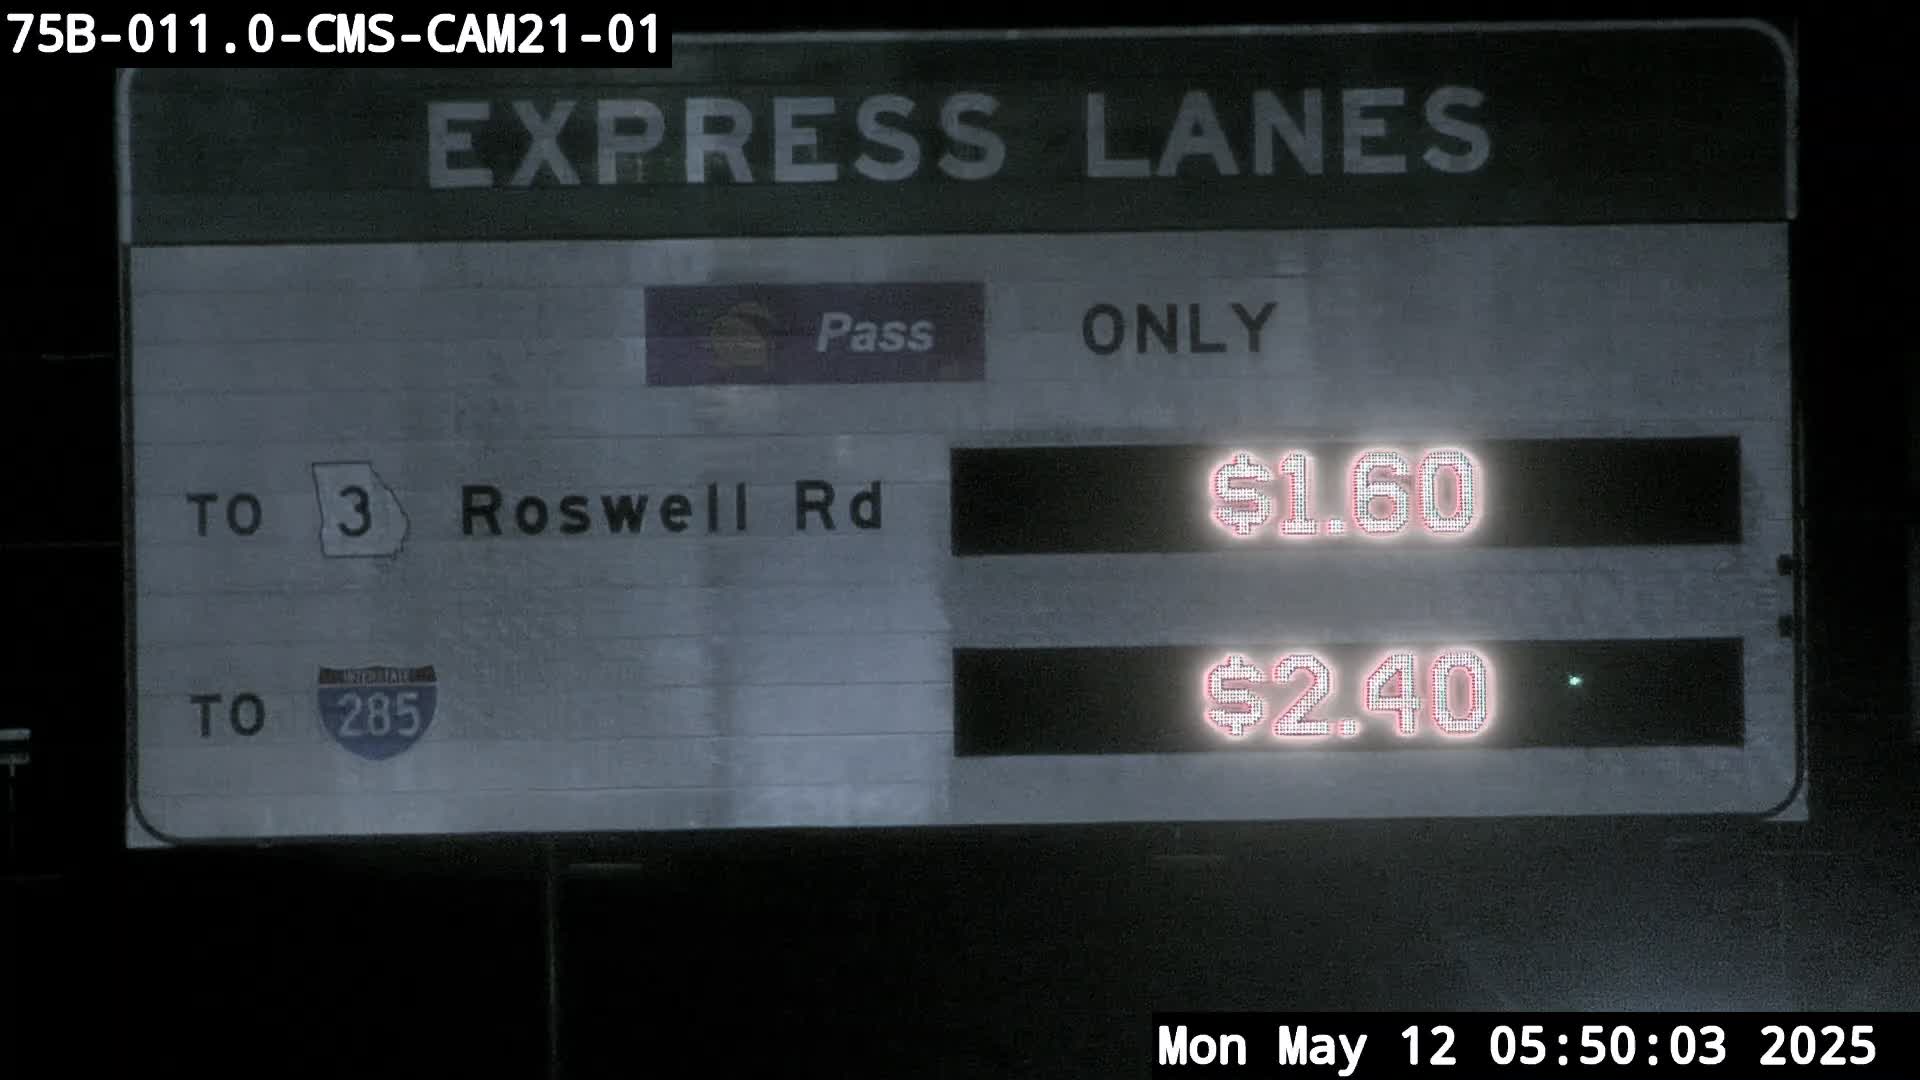 75B-011.0-CMS-CAM21-01
EXPRESS LANES
Pass ONLY
TO 3 Roswell Rd $1.60
INTERSTATE
TO 285 $2.40
Mon May 12 05:50:03 2025